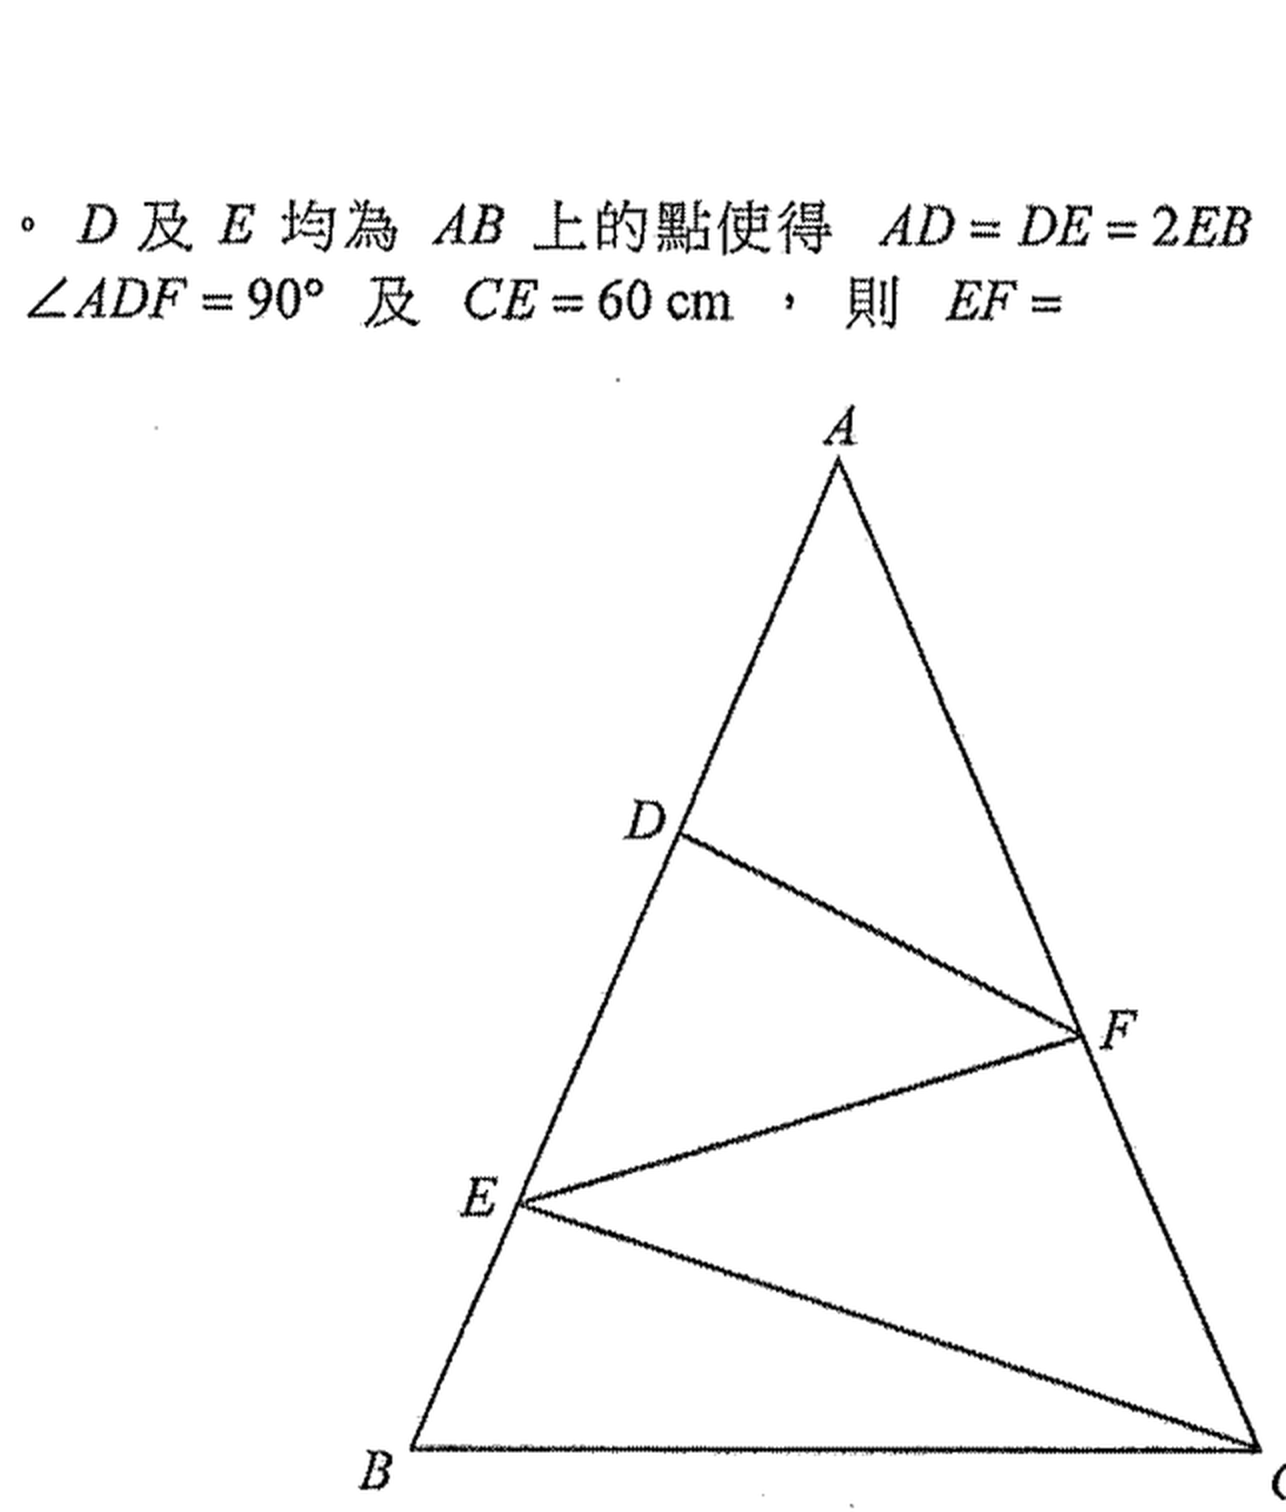 。 D 及 E 均為 AB 上的點使得 AD = DE = 2EB
∠ADF = 90° 及 CE = 60 cm ， 則 EF =
A
D
F
E
B